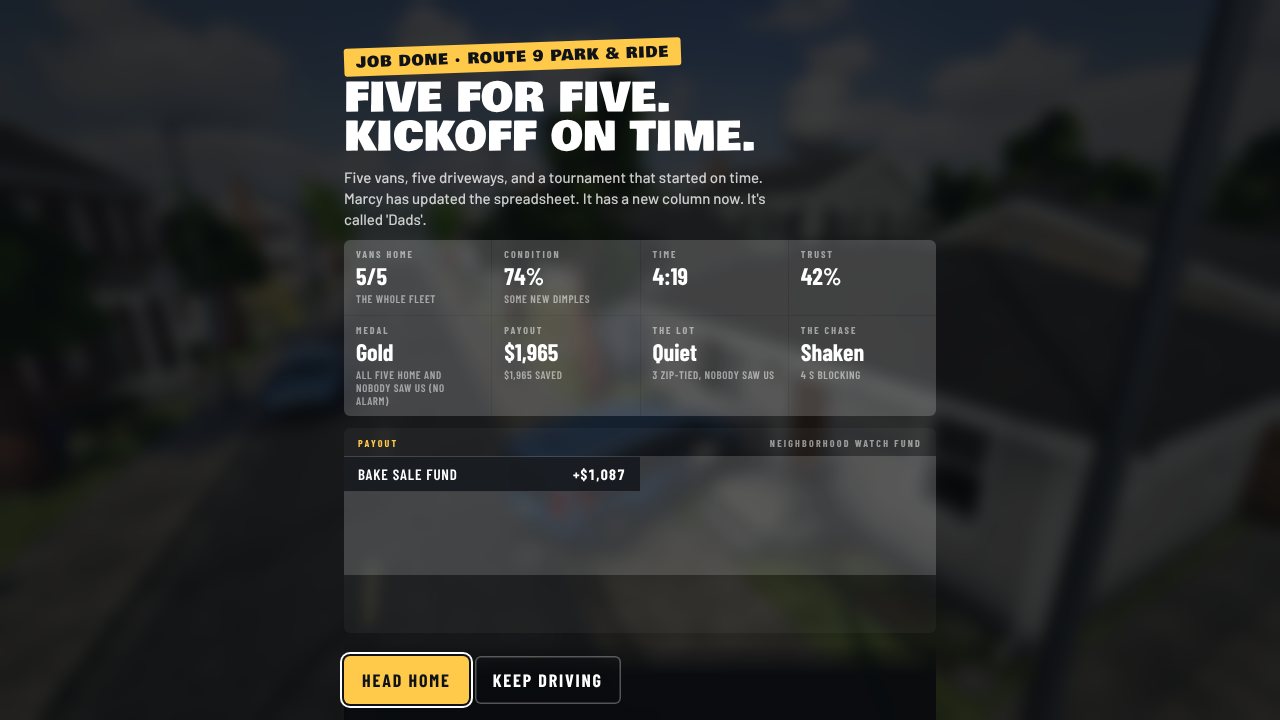 JOB DONE · ROUTE 9 PARK & RIDE
FIVE FOR FIVE.
KICKOFF ON TIME.
Five vans, five driveways, and a tournament that started on time.
Marcy has updated the spreadsheet. It has a new column now. It's
called 'Dads'.
VANS HOME
5/5
THE WHOLE FLEET
CONDITION
74%
SOME NEW DIMPLES
TIME
4:19
TRUST
42%
MEDAL
Gold
ALL FIVE HOME AND
NOBODY SAW US (NO
ALARM)
PAYOUT
$1,965
$1,965 SAVED
THE LOT
Quiet
3 ZIP-TIED, NOBODY SAW US
THE CHASE
Shaken
4 S BLOCKING
PAYOUT
NEIGHBORHOOD WATCH FUND
BAKE SALE FUND +$1,087
HEAD HOME
KEEP DRIVING